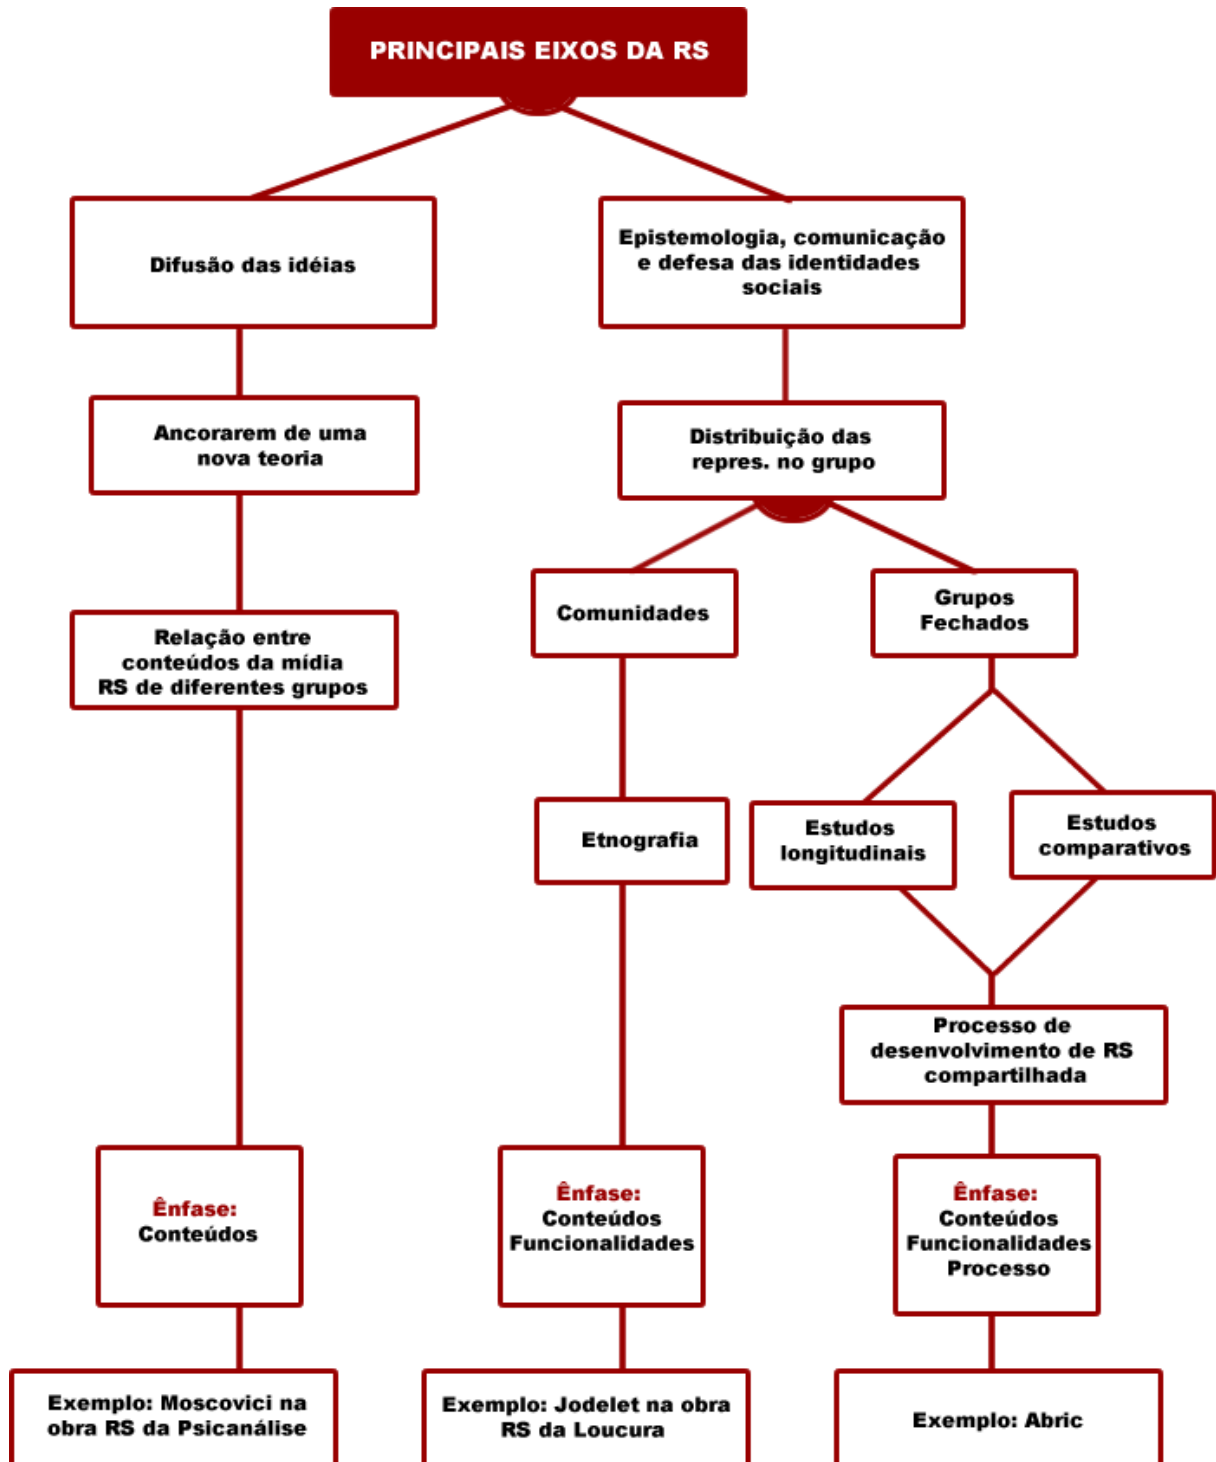 PRINCIPAIS EIXOS DA RS
Difusão das idéias
Epistemologia, comunicação
e defesa das identidades
sociais
Ancorarem de uma
nova teoria
Distribuição das
repres. no grupo
Relação entre
conteúdos da mídia
RS de diferentes grupos
Comunidades
Grupos
Fechados
Etnografia
Estudos
longitudinais
Estudos
comparativos
Processo de
desenvolvimento de RS
compartilhada
Ênfase:
Conteúdos
Ênfase:
Conteúdos
Funcionalidades
Ênfase:
Conteúdos
Funcionalidades
Processo
Exemplo: Moscovici na
obra RS da Psicanálise
Exemplo: Jodelet na obra
RS da Loucura
Exemplo: Abric